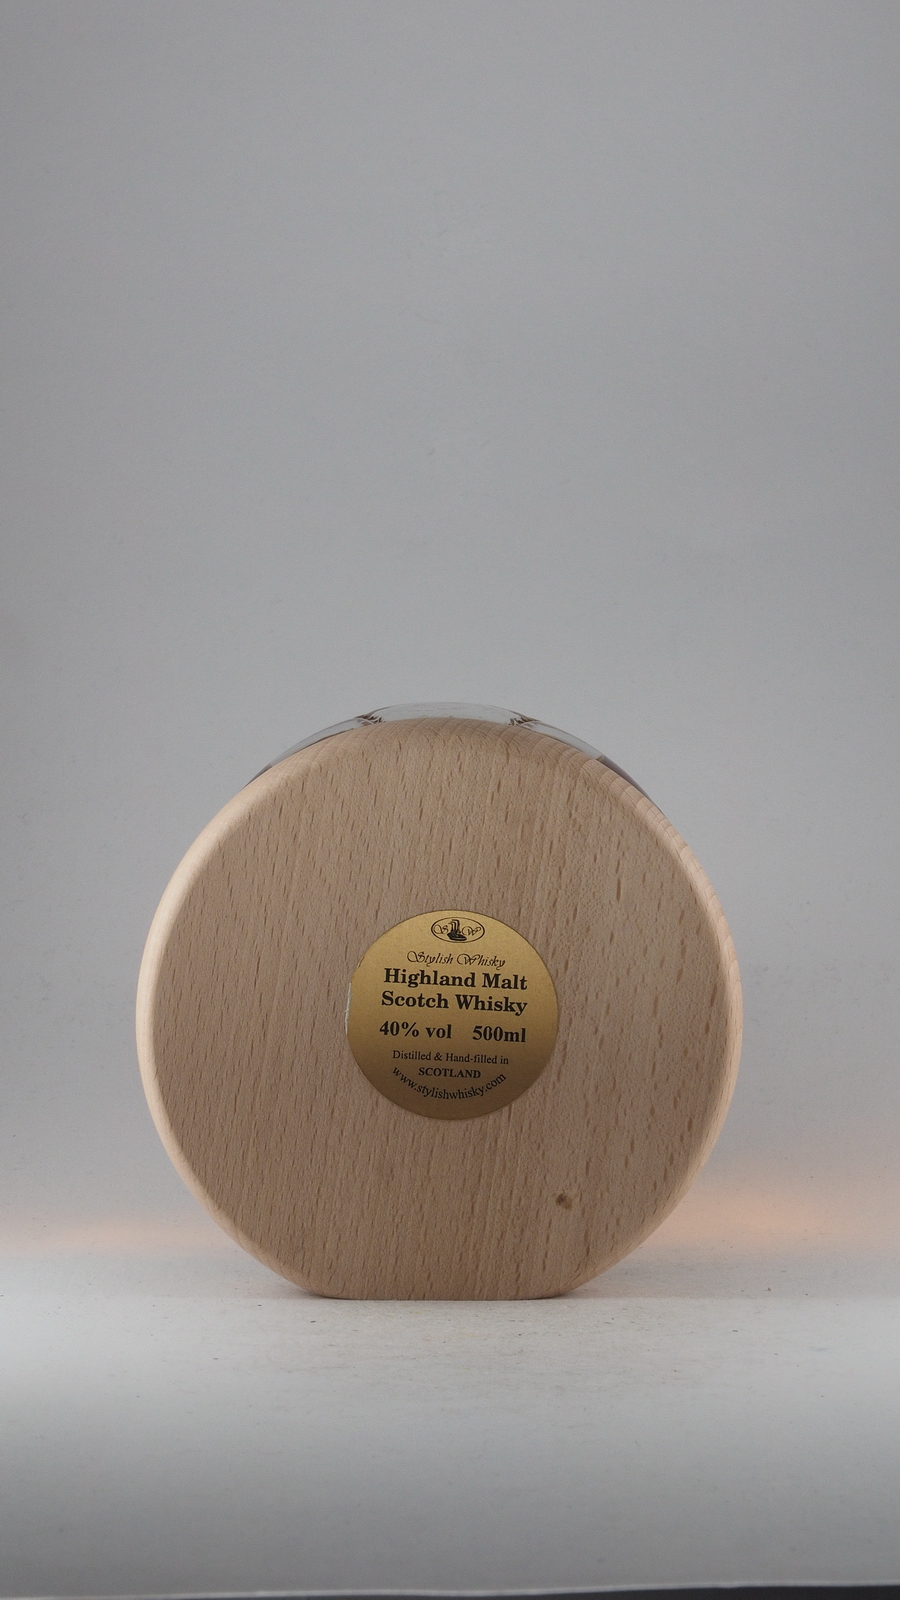 S W
Stylish Whisky
Highland Malt
Scotch Whisky
40% vol 500ml
Distilled & Hand-filled in
SCOTLAND
www.stylishwhisky.com